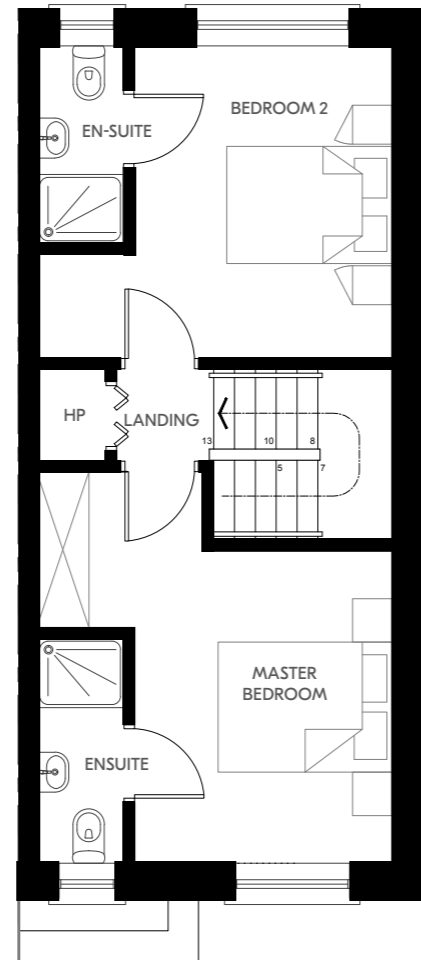 BEDROOM 2
EN-SUITE
HP
LANDING
13
10
8
5
7
MASTER
BEDROOM
ENSUITE